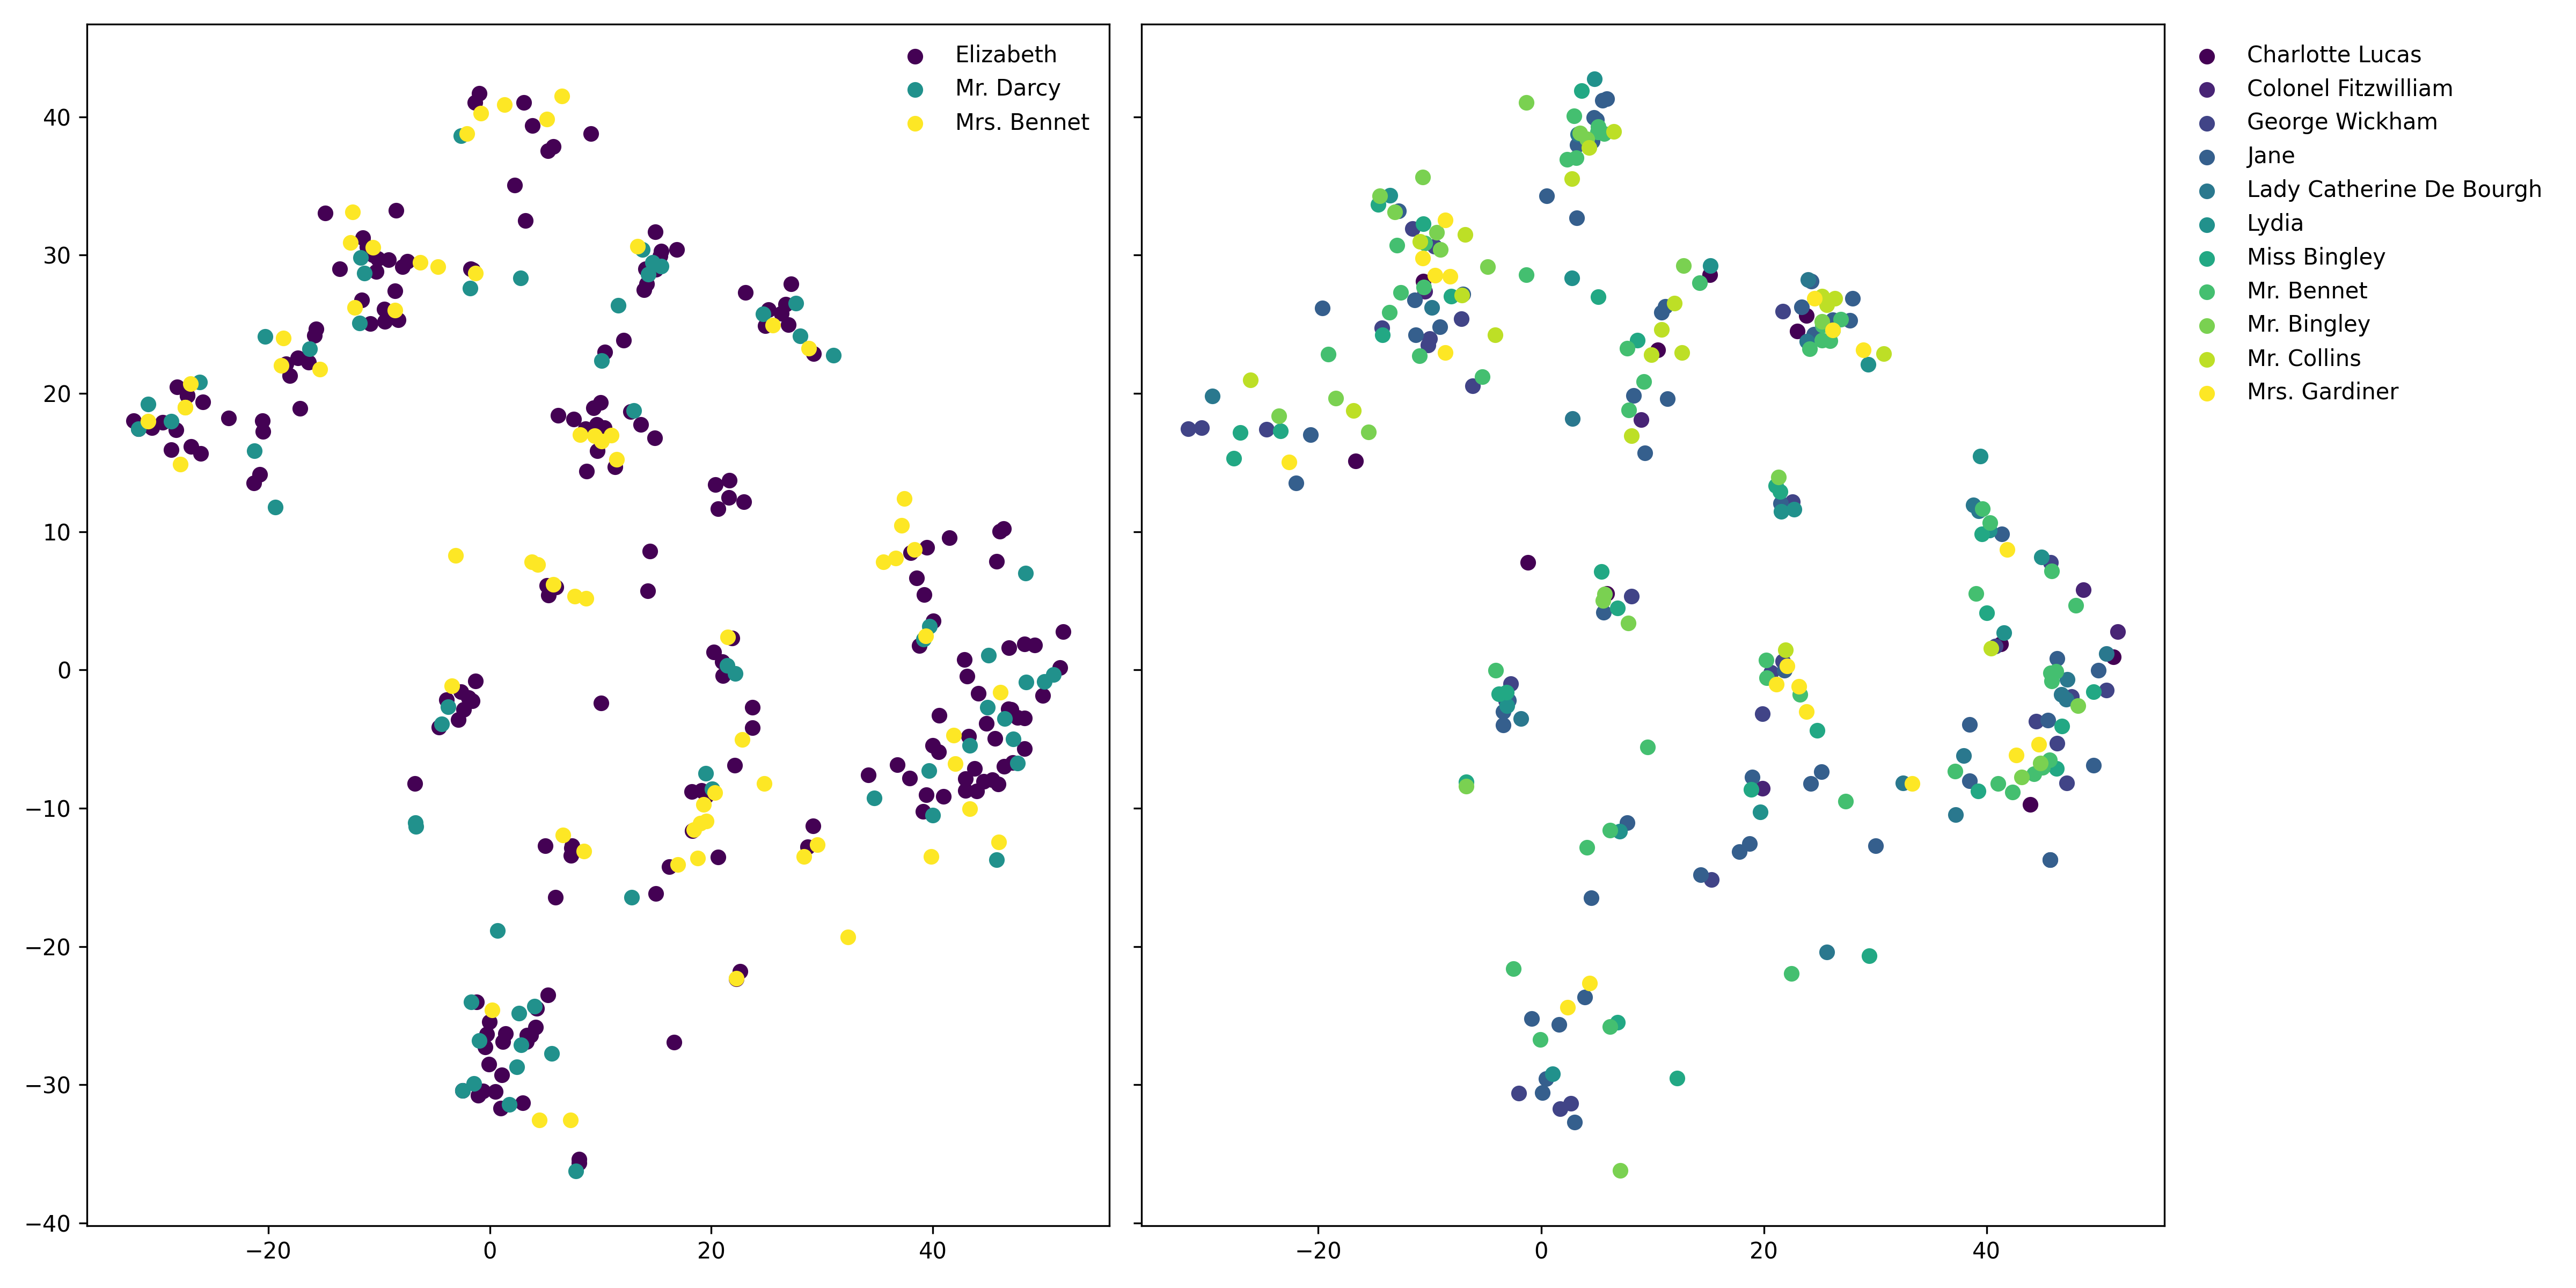 Elizabeth
Mr. Darcy
Mrs. Bennet
40
30
20
10
0
−10
−20
−30
−40
−20
0
20
40
−20
0
20
40
Charlotte Lucas
Colonel Fitzwilliam
George Wickham
Jane
Lady Catherine De Bourgh
Lydia
Miss Bingley
Mr. Bennet
Mr. Bingley
Mr. Collins
Mrs. Gardiner